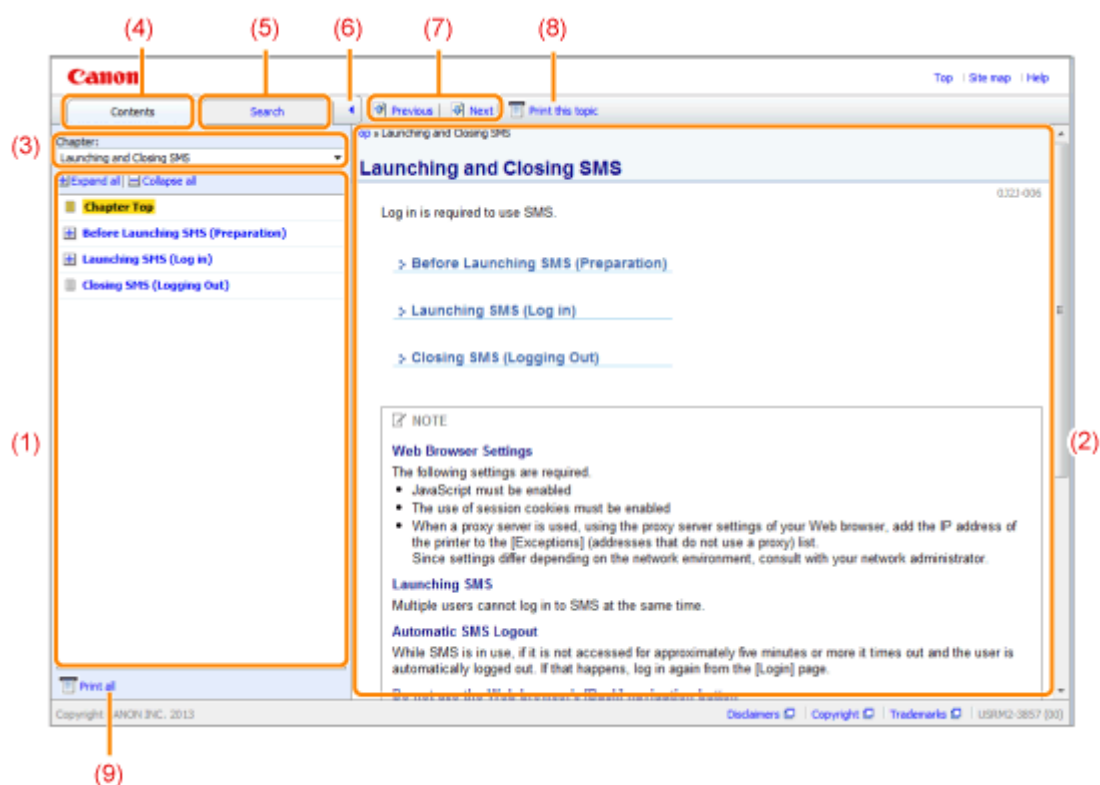 (4) (5) (6) (7) (8)
Canon
Top Site map Help
Contents Search Previous Next Print this topic
(3)
Chapter:
Launching and Closing SMS
Expand all Collapse all
Chapter Top
Before Launching SMS (Preparation)
Launching SMS (Log in)
Closing SMS (Logging Out)
(1)
Print all
(9)
op » Launching and Closing SMS
Launching and Closing SMS
0J2J-006
Log in is required to use SMS.
Before Launching SMS (Preparation)
Launching SMS (Log in)
Closing SMS (Logging Out)
NOTE
Web Browser Settings
The following settings are required.
• JavaScript must be enabled
• The use of session cookies must be enabled
• When a proxy server is used, using the proxy server settings of your Web browser, add the IP address of
the printer to the [Exceptions] (addresses that do not use a proxy) list.
Since settings differ depending on the network environment, consult with your network administrator.
Launching SMS
Multiple users cannot log in to SMS at the same time.
Automatic SMS Logout
While SMS is in use, if it is not accessed for approximately five minutes or more it times out and the user is
automatically logged out. If that happens, log in again from the [Login] page.
(2)
Copyright CANON INC. 2013
Disclaimers Copyright Trademarks USRM2-3857 (00)